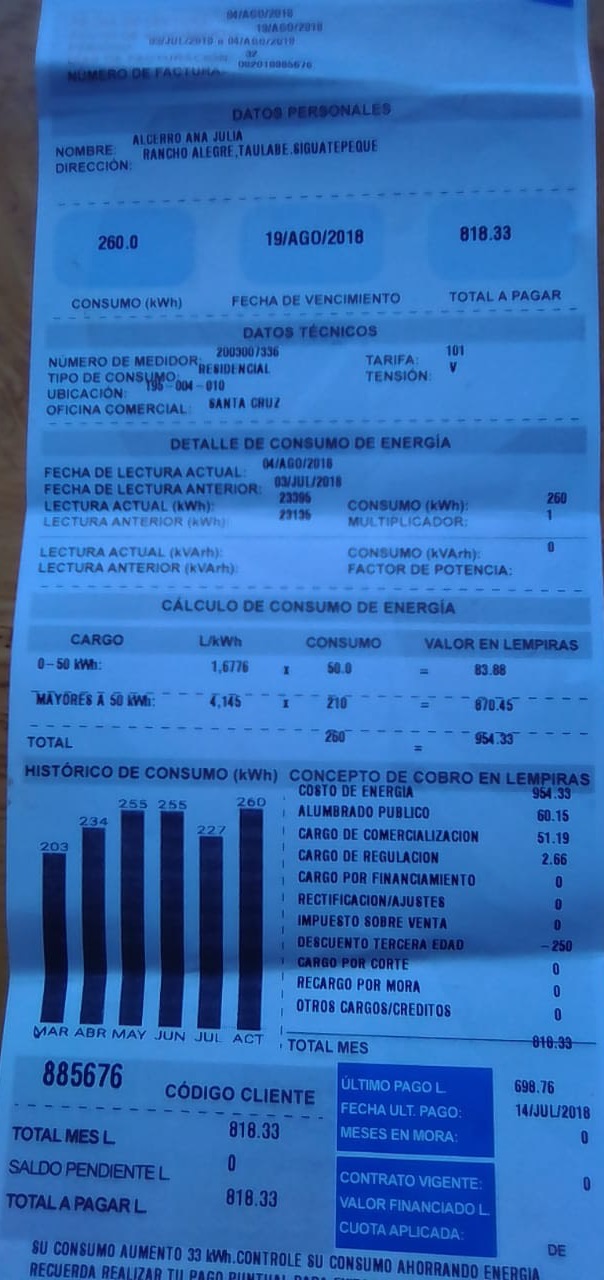 04/AGO/2018
19/AGO/2018
03/JUL/2018 a 04/AGO/2018
32
NÚMERO DE FACTURA:
DATOS PERSONALES
NOMBRE: ALCERRO ANA JULIA
DIRECCIÓN: RANCHO ALEGRE,TAULABE.SIGUATEPEQUE
260.0 19/AGO/2018 818.33
CONSUMO (kWh) FECHA DE VENCIMIENTO TOTAL A PAGAR
DATOS TÉCNICOS
NÚMERO DE MEDIDOR: 2003007336 TARIFA: 101
TIPO DE CONSUMO: RESIDENCIAL TENSIÓN: V
UBICACIÓN: 195-004-010
OFICINA COMERCIAL: SANTA CRUZ
DETALLE DE CONSUMO DE ENERGÍA
FECHA DE LECTURA ACTUAL: 04/AGO/2018
FECHA DE LECTURA ANTERIOR: 03/JUL/2018
LECTURA ACTUAL (kWh): 23396 CONSUMO (kWh): 260
LECTURA ANTERIOR (kWh): 23136 MULTIPLICADOR: 1
LECTURA ACTUAL (kVArh): CONSUMO (kVArh): 0
LECTURA ANTERIOR (kVArh): FACTOR DE POTENCIA:
CÁLCULO DE CONSUMO DE ENERGÍA
CARGO L/kWh CONSUMO VALOR EN LEMPIRAS
0-50 kWh: 1,6776 x 50.0 = 83.88
MAYORES A 50 kWh: 4,145 x 210 = 870.45
TOTAL 260 = 954.33
HISTÓRICO DE CONSUMO (kWh) CONCEPTO DE COBRO EN LEMPIRAS
203 234 255 255 227 260
MAR ABR MAY JUN JUL ACT
COSTO DE ENERGIA 954.33
ALUMBRADO PUBLICO 60.15
CARGO DE COMERCIALIZACION 51.19
CARGO DE REGULACION 2.66
CARGO POR FINANCIAMIENTO 0
RECTIFICACION/AJUSTES 0
IMPUESTO SOBRE VENTA 0
DESCUENTO TERCERA EDAD -250
CARGO POR CORTE 0
RECARGO POR MORA 0
OTROS CARGOS/CREDITOS 0
TOTAL MES 818.33
885676 CÓDIGO CLIENTE
TOTAL MES L. 818.33
SALDO PENDIENTE L 0
TOTAL A PAGAR L. 818.33
ÚLTIMO PAGO L. 698.76
FECHA ULT. PAGO: 14/JUL/2018
MESES EN MORA: 0
CONTRATO VIGENTE: 0
VALOR FINANCIADO L.
CUOTA APLICADA: DE
SU CONSUMO AUMENTO 33 kWh.CONTROLE SU CONSUMO AHORRANDO ENERGIA
RECUERDA REALIZAR TU PAGO PUNTUAL PARA